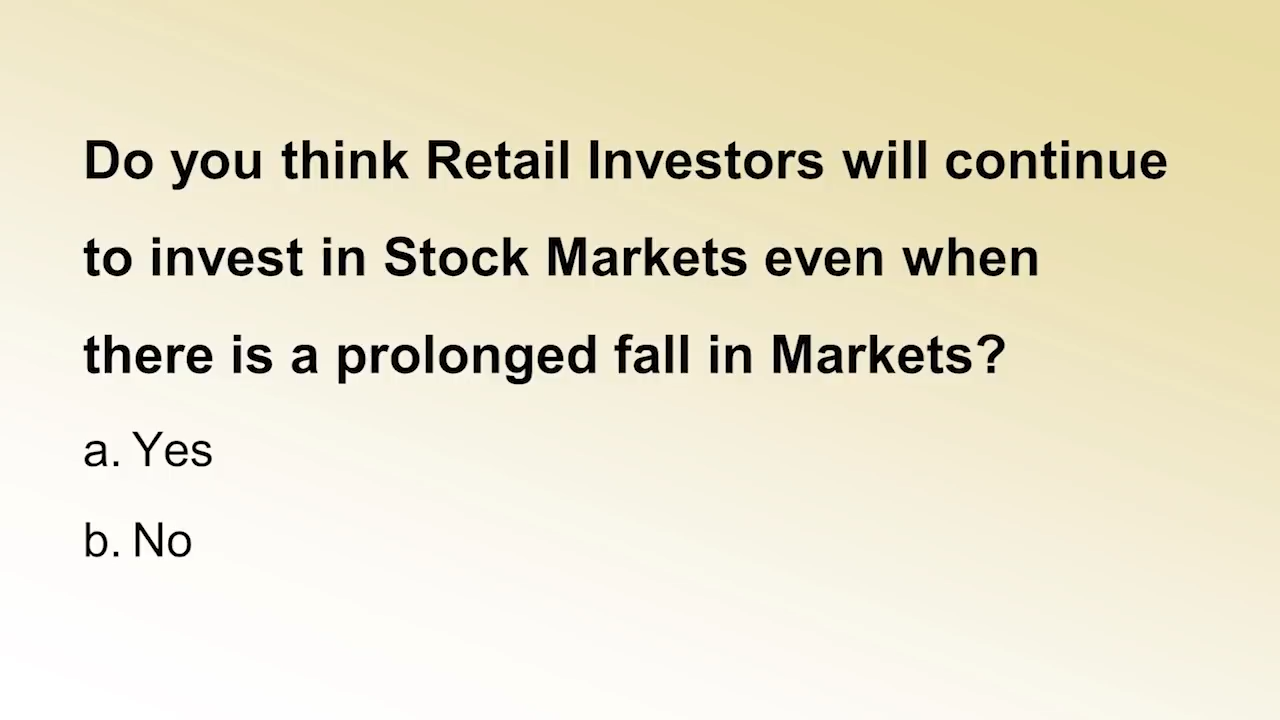 Do you think Retail Investors will continue
to invest in Stock Markets even when
there is a prolonged fall in Markets?
a. Yes
b. No